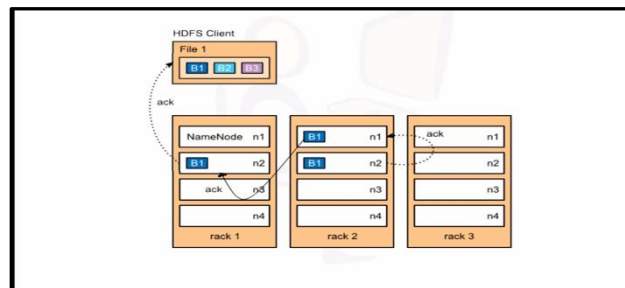 HDFS Client
File 1
B1 B2 B3
ack
NameNode n1
B1 n2
ack n3
n4
rack 1
B1 n1
B1 n2
n3
n4
rack 2
ack n1
n2
n3
n4
rack 3